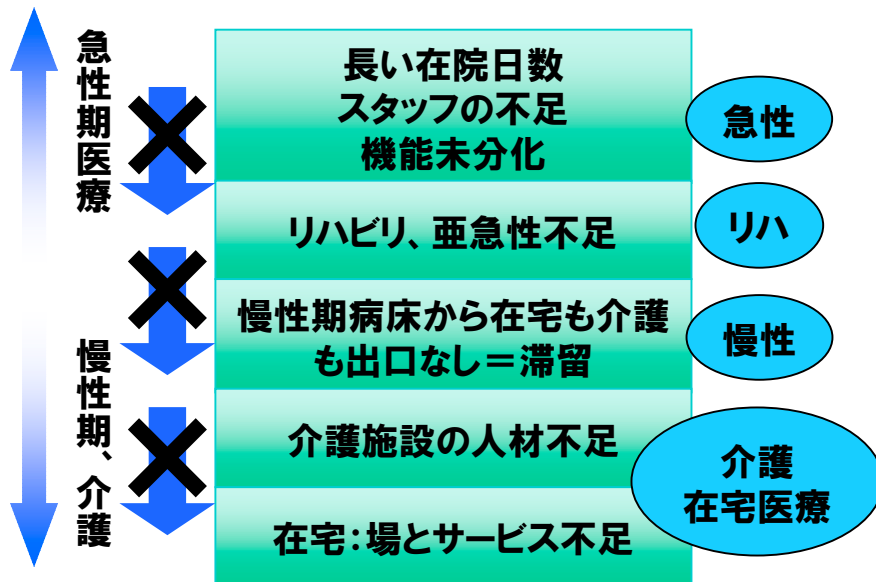 急性期医療
慢性期、介護
長い在院日数
スタッフの不足
機能未分化
リハビリ、亜急性不足
慢性期病床から在宅も介護
も出口なし＝滞留
介護施設の人材不足
在宅：場とサービス不足
急性
リハ
慢性
介護
在宅医療